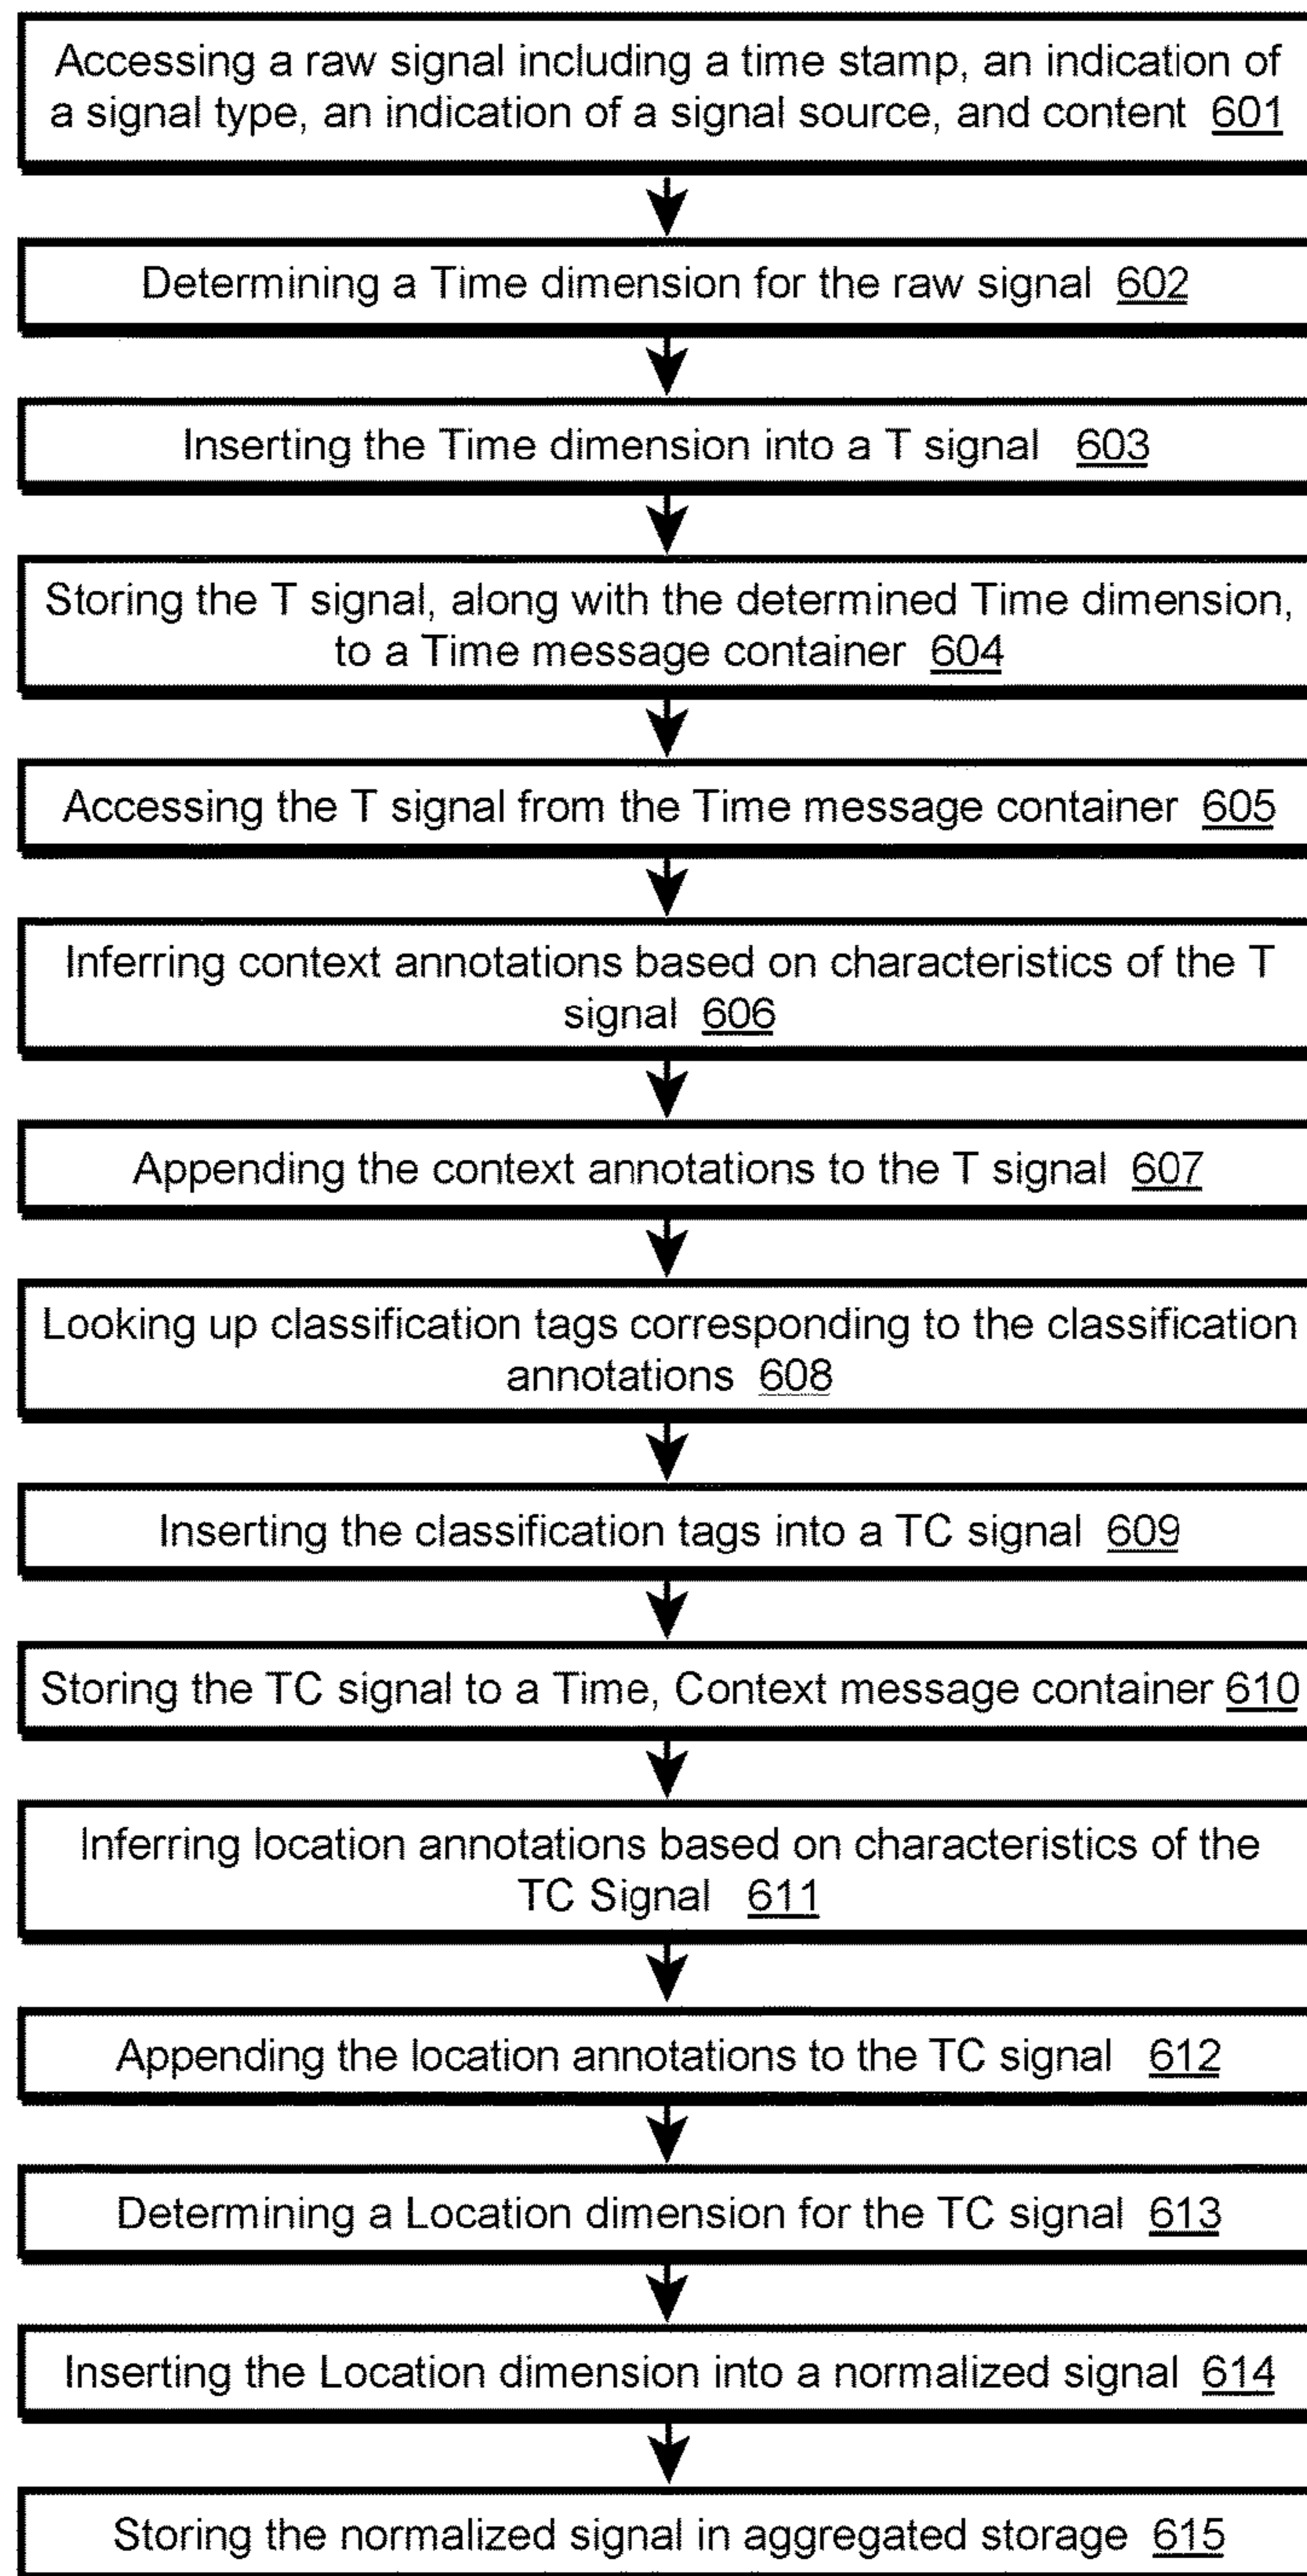 Accessing a raw signal including a time stamp, an indication of
a signal type, an indication of a signal source, and content 601
Determining a Time dimension for the raw signal 602
Inserting the Time dimension into a T signal 603
Storing the T signal, along with the determined Time dimension,
to a Time message container 604
Accessing the T signal from the Time message container 605
Inferring context annotations based on characteristics of the T
signal 606
Appending the context annotations to the T signal 607
Looking up classification tags corresponding to the classification
annotations 608
Inserting the classification tags into a TC signal 609
Storing the TC signal to a Time, Context message container 610
Inferring location annotations based on characteristics of the
TC Signal 611
Appending the location annotations to the TC signal 612
Determining a Location dimension for the TC signal 613
Inserting the Location dimension into a normalized signal 614
Storing the normalized signal in aggregated storage 615